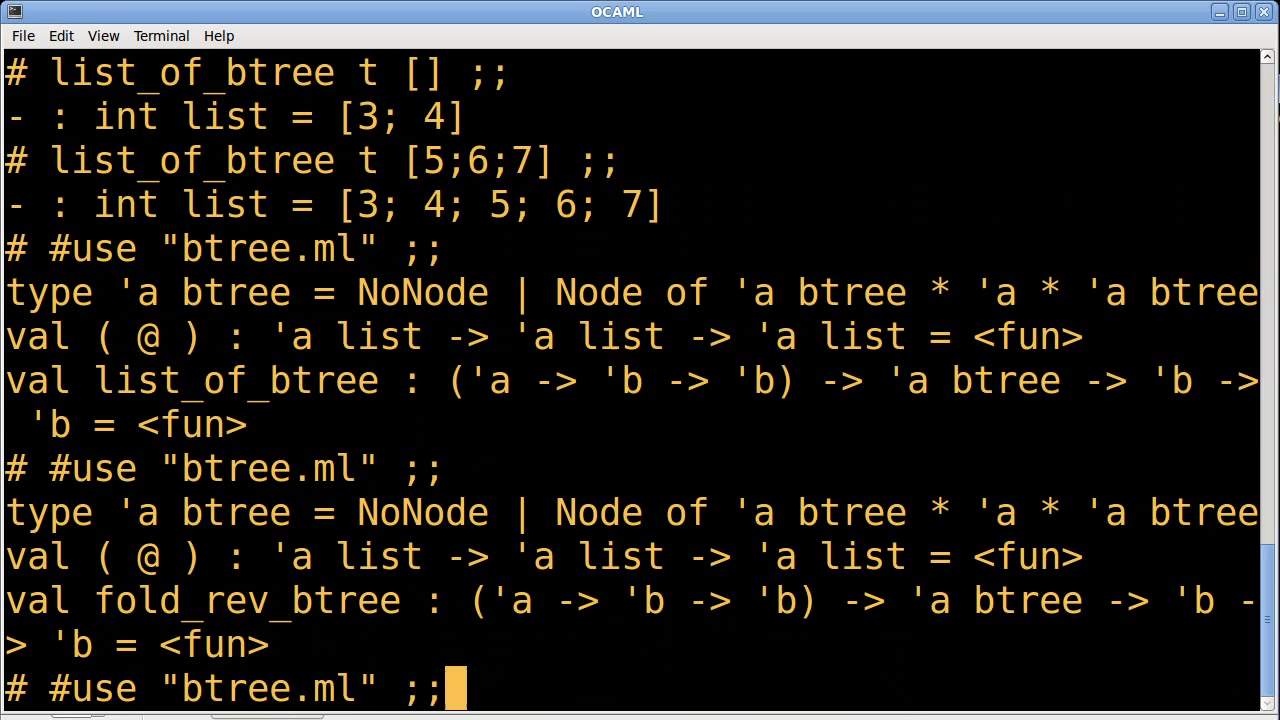 OCAML
File Edit View Terminal Help
# list_of_btree t [] ;;
- : int list = [3; 4]
# list_of_btree t [5;6;7] ;;
- : int list = [3; 4; 5; 6; 7]
# #use "btree.ml" ;;
type 'a btree = NoNode | Node of 'a btree * 'a * 'a btree
val ( @ ) : 'a list -> 'a list -> 'a list = <fun>
val list_of_btree : ('a -> 'b -> 'b) -> 'a btree -> 'b ->
 'b = <fun>
# #use "btree.ml" ;;
type 'a btree = NoNode | Node of 'a btree * 'a * 'a btree
val ( @ ) : 'a list -> 'a list -> 'a list = <fun>
val fold_rev_btree : ('a -> 'b -> 'b) -> 'a btree -> 'b -
> 'b = <fun>
# #use "btree.ml" ;;